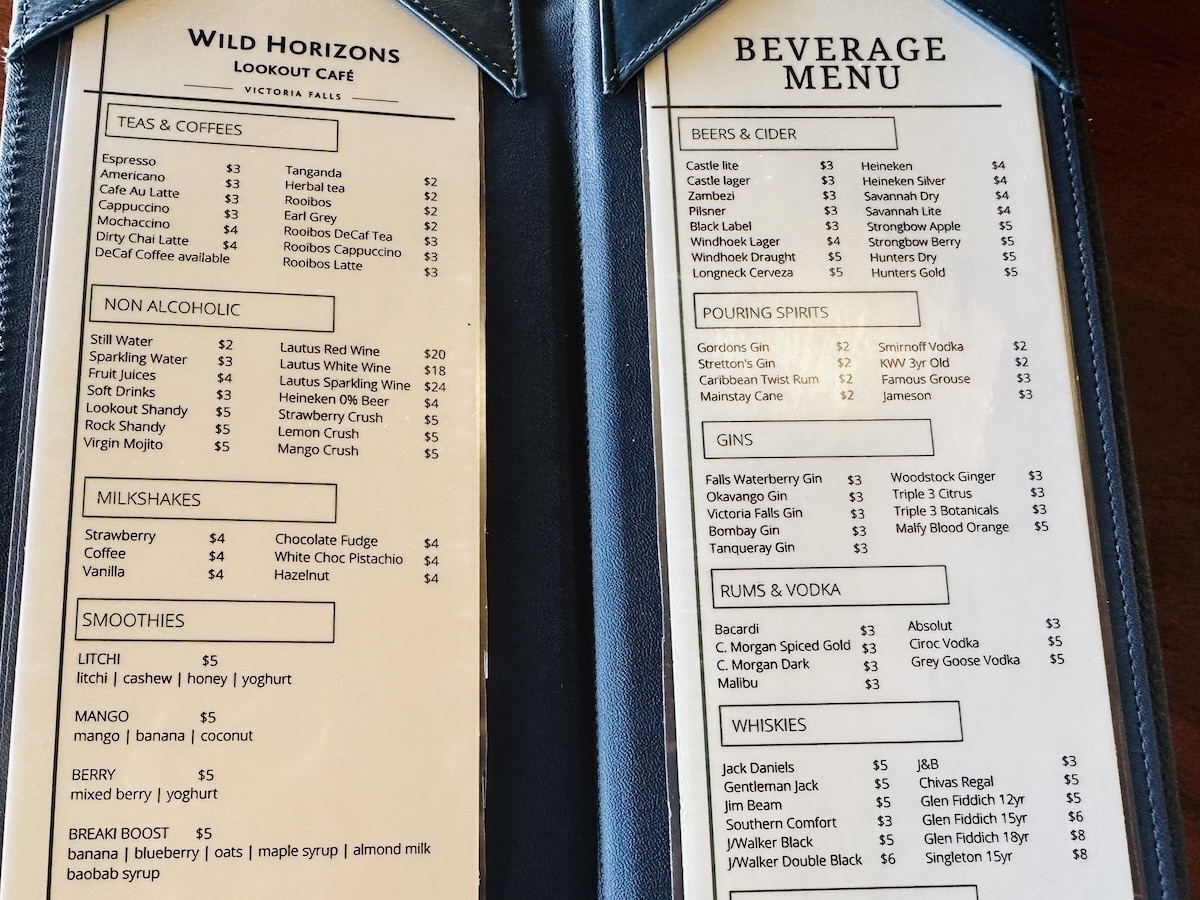 WILD HORIZONS
LOOKOUT CAFÉ
VICTORIA FALLS
TEAS & COFFEES
Espresso $3 Tanganda $2
Americano $3 Herbal tea $2
Cafe Au Latte $3 Rooibos $2
Cappuccino $3 Earl Grey $2
Mochaccino $4 Rooibos DeCaf Tea $3
Dirty Chai Latte $4 Rooibos Cappuccino $3
DeCaf Coffee available Rooibos Latte $3
NON ALCOHOLIC
Still Water $2 Lautus Red Wine $20
Sparkling Water $3 Lautus White Wine $18
Fruit Juices $4 Lautus Sparkling Wine $24
Soft Drinks $3 Heineken 0% Beer $4
Lookout Shandy $5 Strawberry Crush $5
Rock Shandy $5 Lemon Crush $5
Virgin Mojito $5 Mango Crush $5
MILKSHAKES
Strawberry $4 Chocolate Fudge $4
Coffee $4 White Choc Pistachio $4
Vanilla $4 Hazelnut $4
SMOOTHIES
LITCHI $5
litchi | cashew | honey | yoghurt
MANGO $5
mango | banana | coconut
BERRY $5
mixed berry | yoghurt
BREAKI BOOST $5
banana | blueberry | oats | maple syrup | almond milk
baobab syrup
BEVERAGE
MENU
BEERS & CIDER
Castle lite $3 Heineken $4
Castle lager $3 Heineken Silver $4
Zambezi $3 Savannah Dry $4
Pilsner $3 Savannah Lite $4
Black Label $3 Strongbow Apple $5
Windhoek Lager $4 Strongbow Berry $5
Windhoek Draught $5 Hunters Dry $5
Longneck Cerveza $5 Hunters Gold $5
POURING SPIRITS
Gordons Gin $2 Smirnoff Vodka $2
Stretton's Gin $2 KWV 3yr Old $2
Caribbean Twist Rum $2 Famous Grouse $3
Mainstay Cane $2 Jameson $3
GINS
Falls Waterberry Gin $3 Woodstock Ginger $3
Okavango Gin $3 Triple 3 Citrus $3
Victoria Falls Gin $3 Triple 3 Botanicals $3
Bombay Gin $3 Malfy Blood Orange $5
Tanqueray Gin $3
RUMS & VODKA
Bacardi $3 Absolut $3
C. Morgan Spiced Gold $3 Ciroc Vodka $5
C. Morgan Dark $3 Grey Goose Vodka $5
Malibu $3
WHISKIES
Jack Daniels $5 J&B $3
Gentleman Jack $5 Chivas Regal $5
Jim Beam $5 Glen Fiddich 12yr $5
Southern Comfort $3 Glen Fiddich 15yr $6
J/Walker Black $5 Glen Fiddich 18yr $8
J/Walker Double Black $6 Singleton 15yr $8